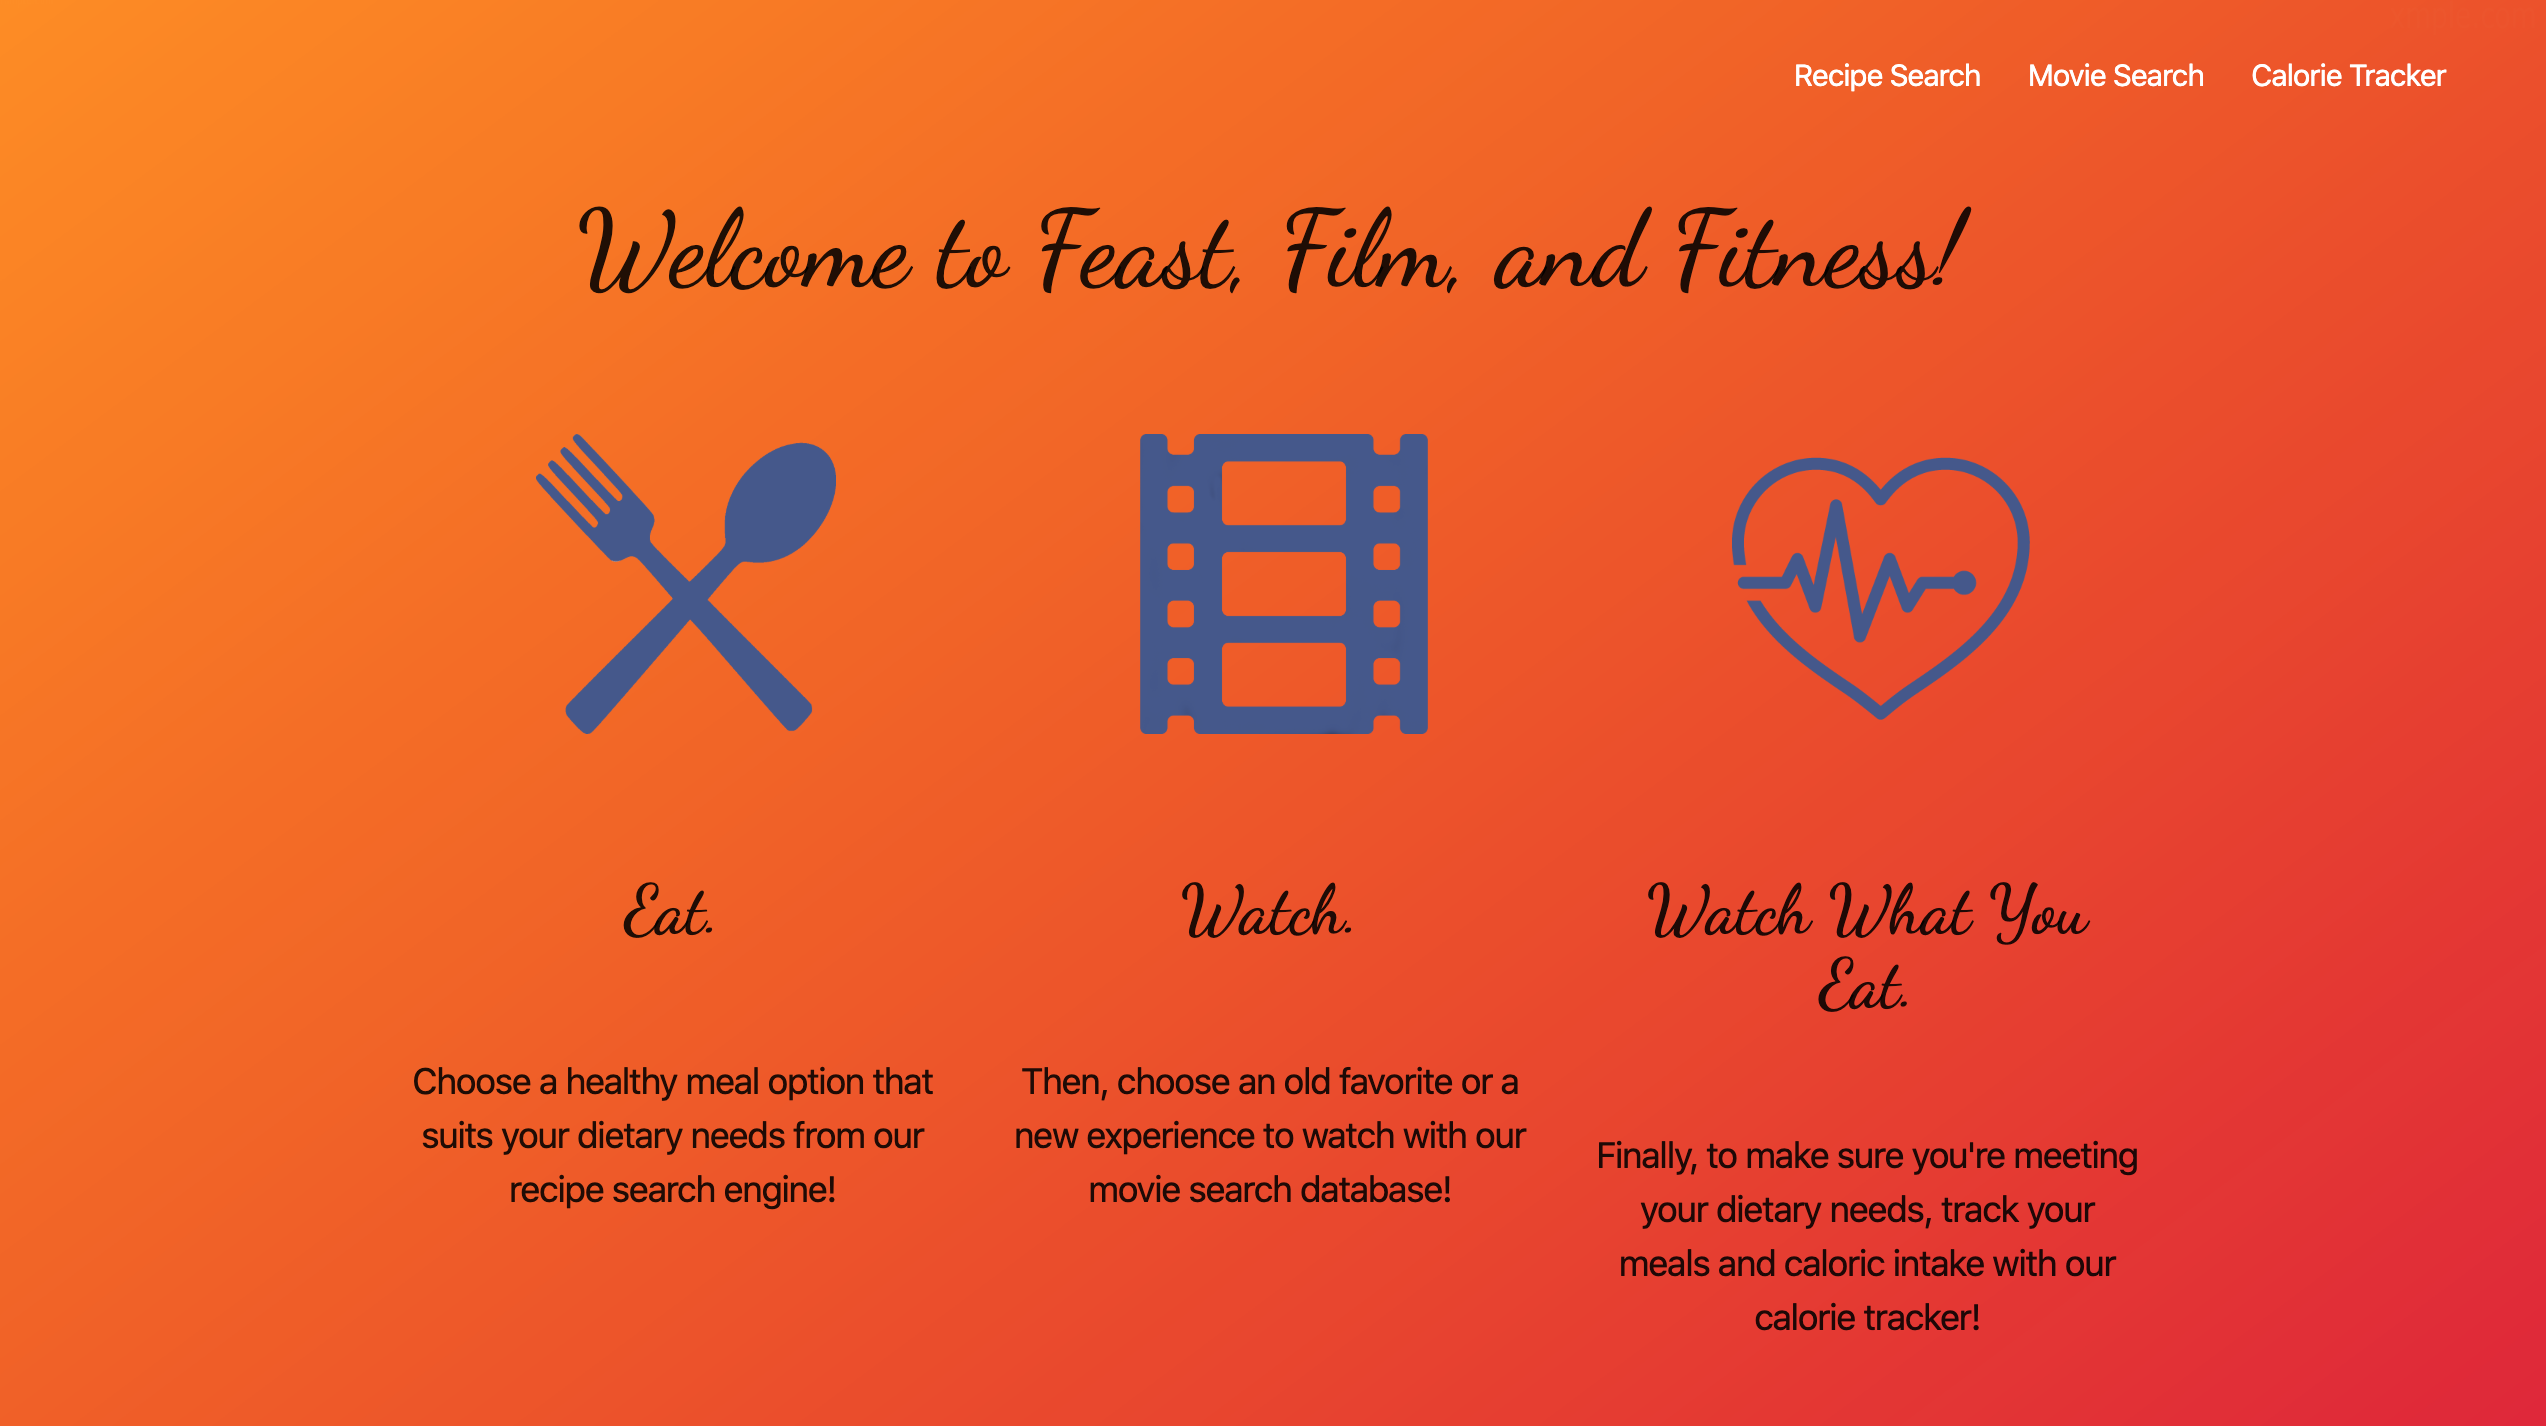 Recipe Search Movie Search Calorie Tracker
Welcome to Feast, Film, and Fitness!
Eat.
Choose a healthy meal option that
suits your dietary needs from our
recipe search engine!
Watch.
Then, choose an old favorite or a
new experience to watch with our
movie search database!
Watch What You
Eat.
Finally, to make sure you're meeting
your dietary needs, track your
meals and caloric intake with our
calorie tracker!